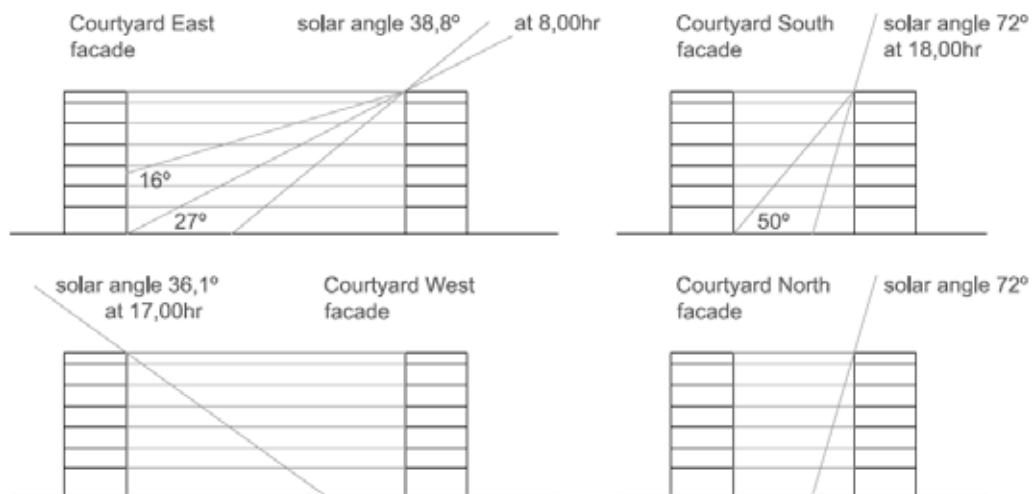 Courtyard East
facade
solar angle 38,8º
at 8,00hr
16º
27º
Courtyard South
facade
solar angle 72º
at 18,00hr
50º
solar angle 36,1º
at 17,00hr
Courtyard West
facade
Courtyard North
facade
solar angle 72º